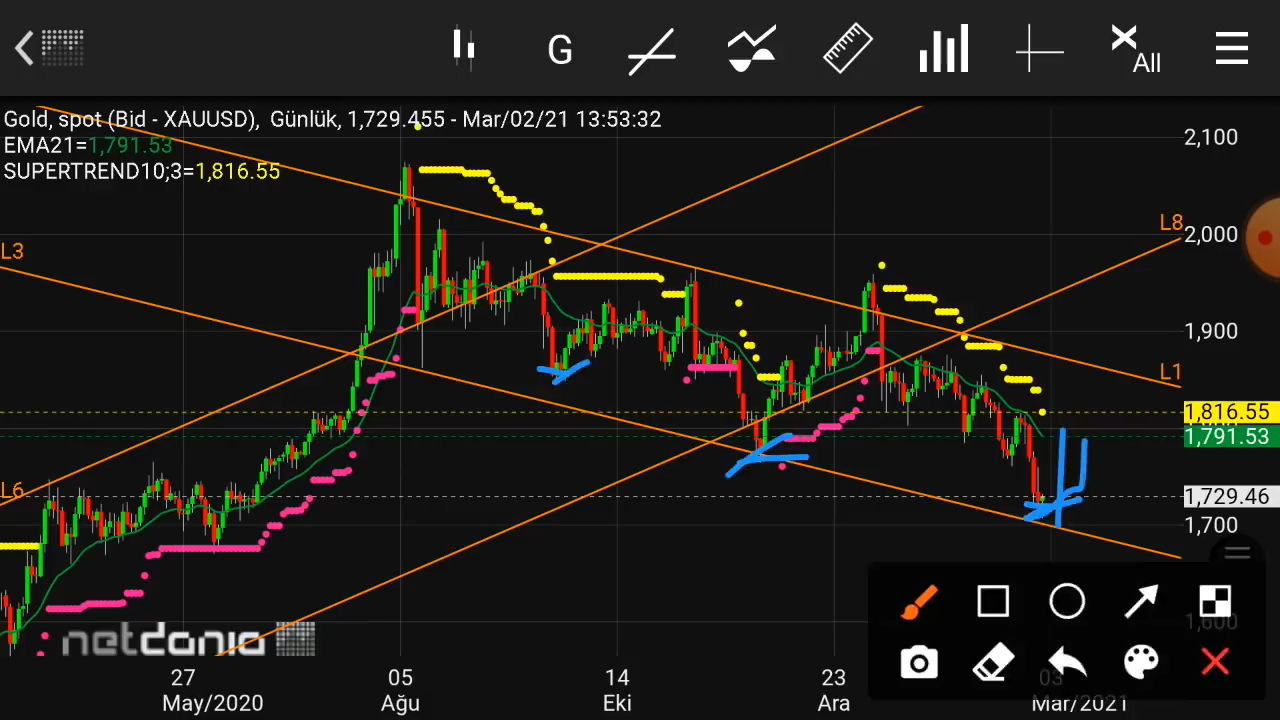 G
All
Gold, spot (Bid - XAUUSD), Günlük, 1,729.455 - Mar/02/21 13:53:32
EMA21=1,791.53
SUPERTREND10;3=1,816.55
2,100
L8
2,000
L3
1,900
L1
1,816.55
1,791.53
L6
1,729.46
1,700
1,600
netdania
27
05
14
23
03
May/2020
Ağu
Eki
Ara
Mar/2021